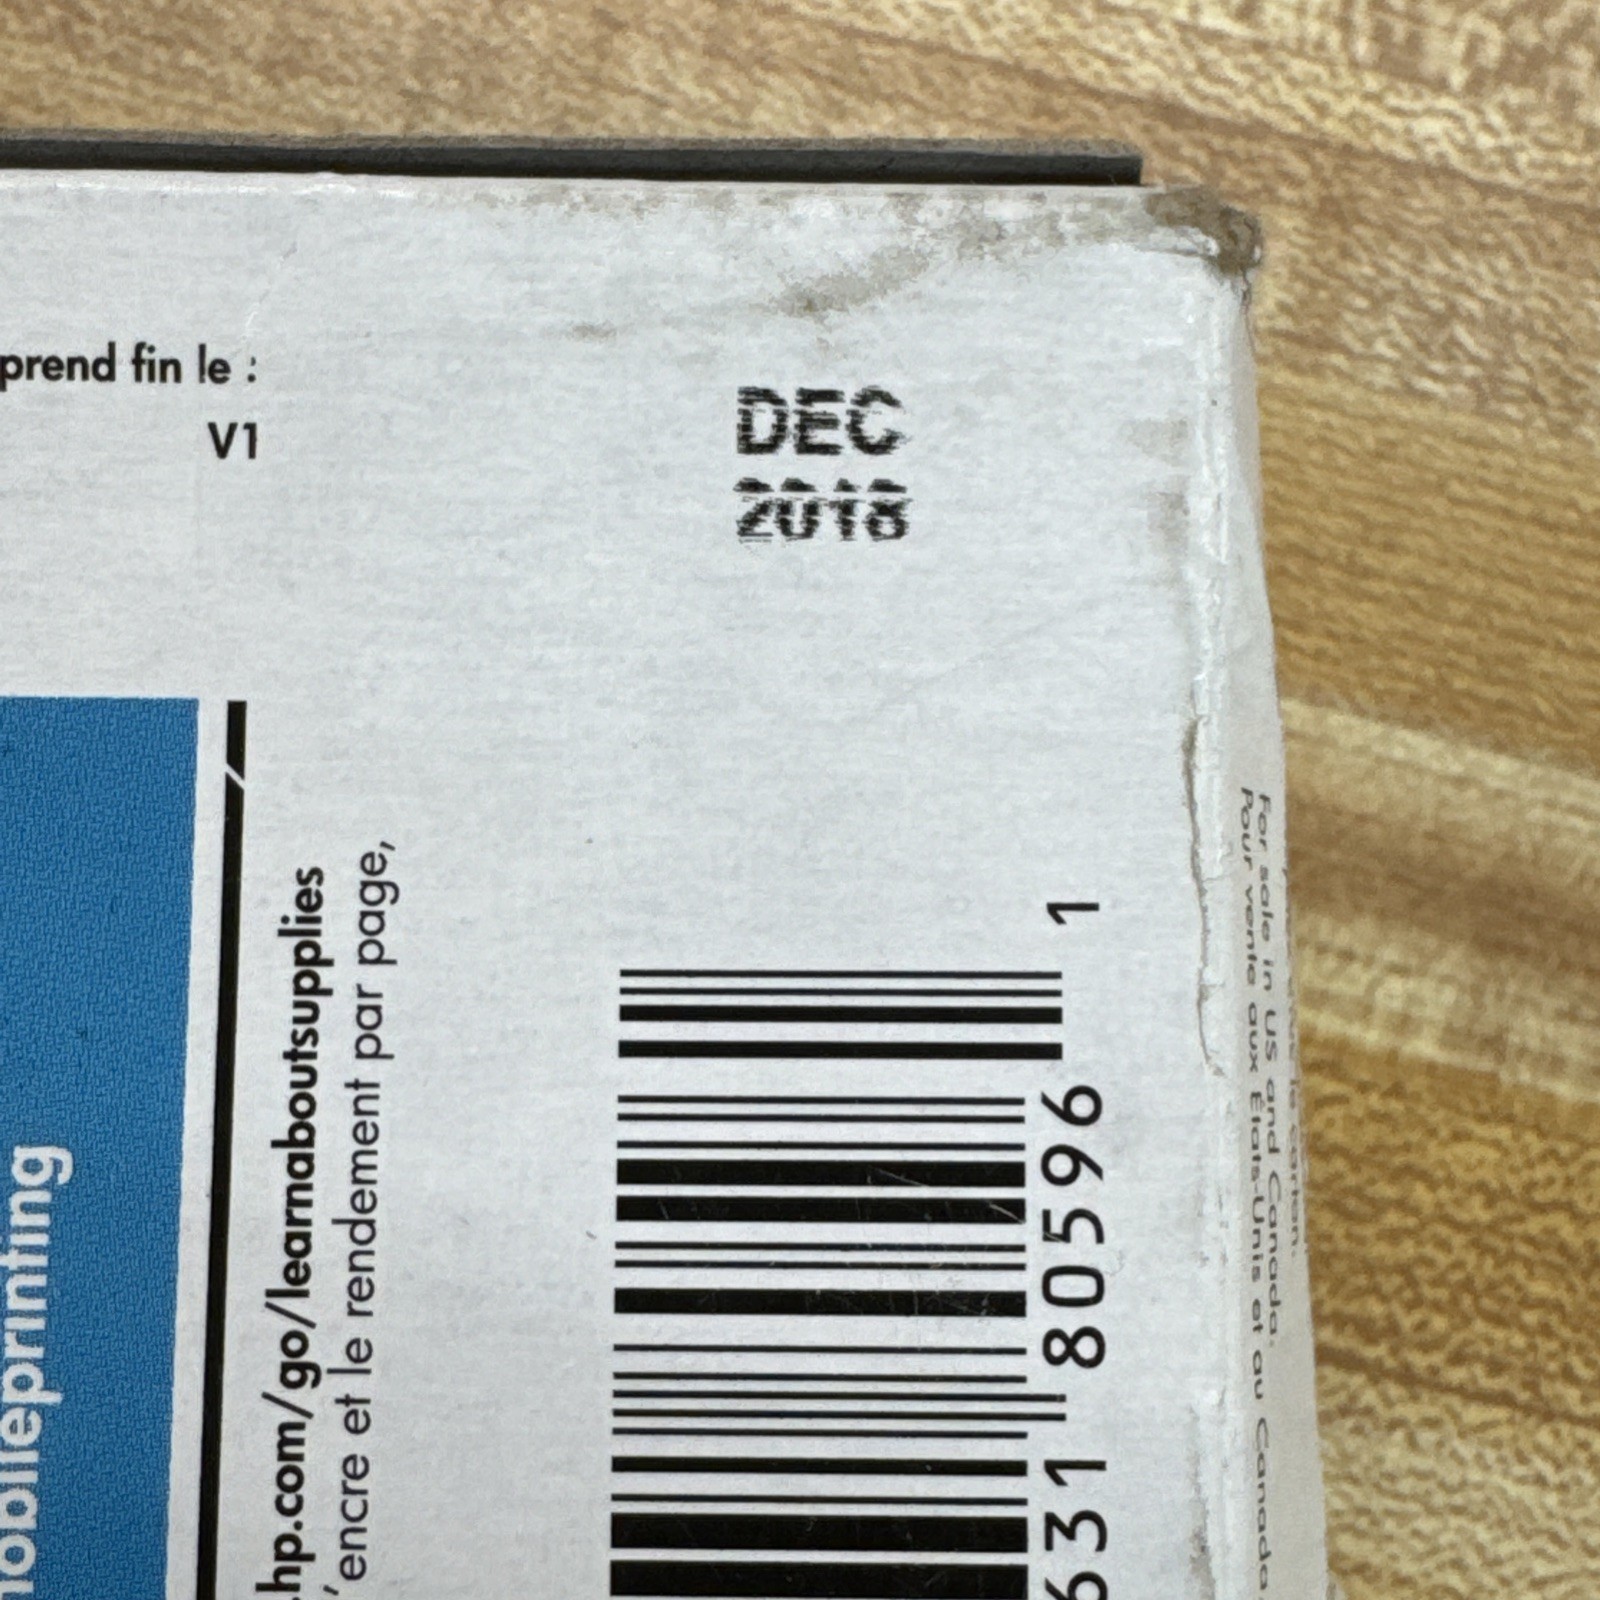 prend fin le :
V1
DEC
2018
mobileprinting
.hp.com/go/learnaboutsupplies
'encre et le rendement par page,
631 80596 1
For sale in US and Canada.
Pour vente aux États-Unis et au Canada